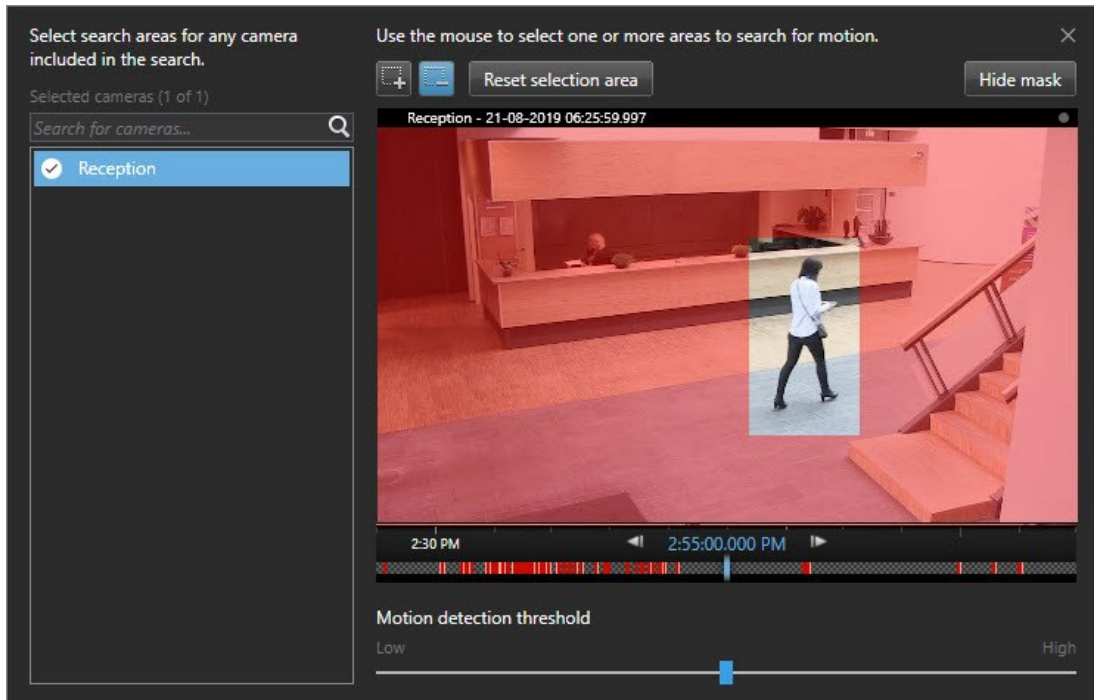 Select search areas for any camera
included in the search.
Selected cameras (1 of 1)
Search for cameras...
Reception
Use the mouse to select one or more areas to search for motion.
Reset selection area
Hide mask
Reception - 21-08-2019 06:25:59.997
2:30 PM
2:55:00.000 PM
Motion detection threshold
Low
High